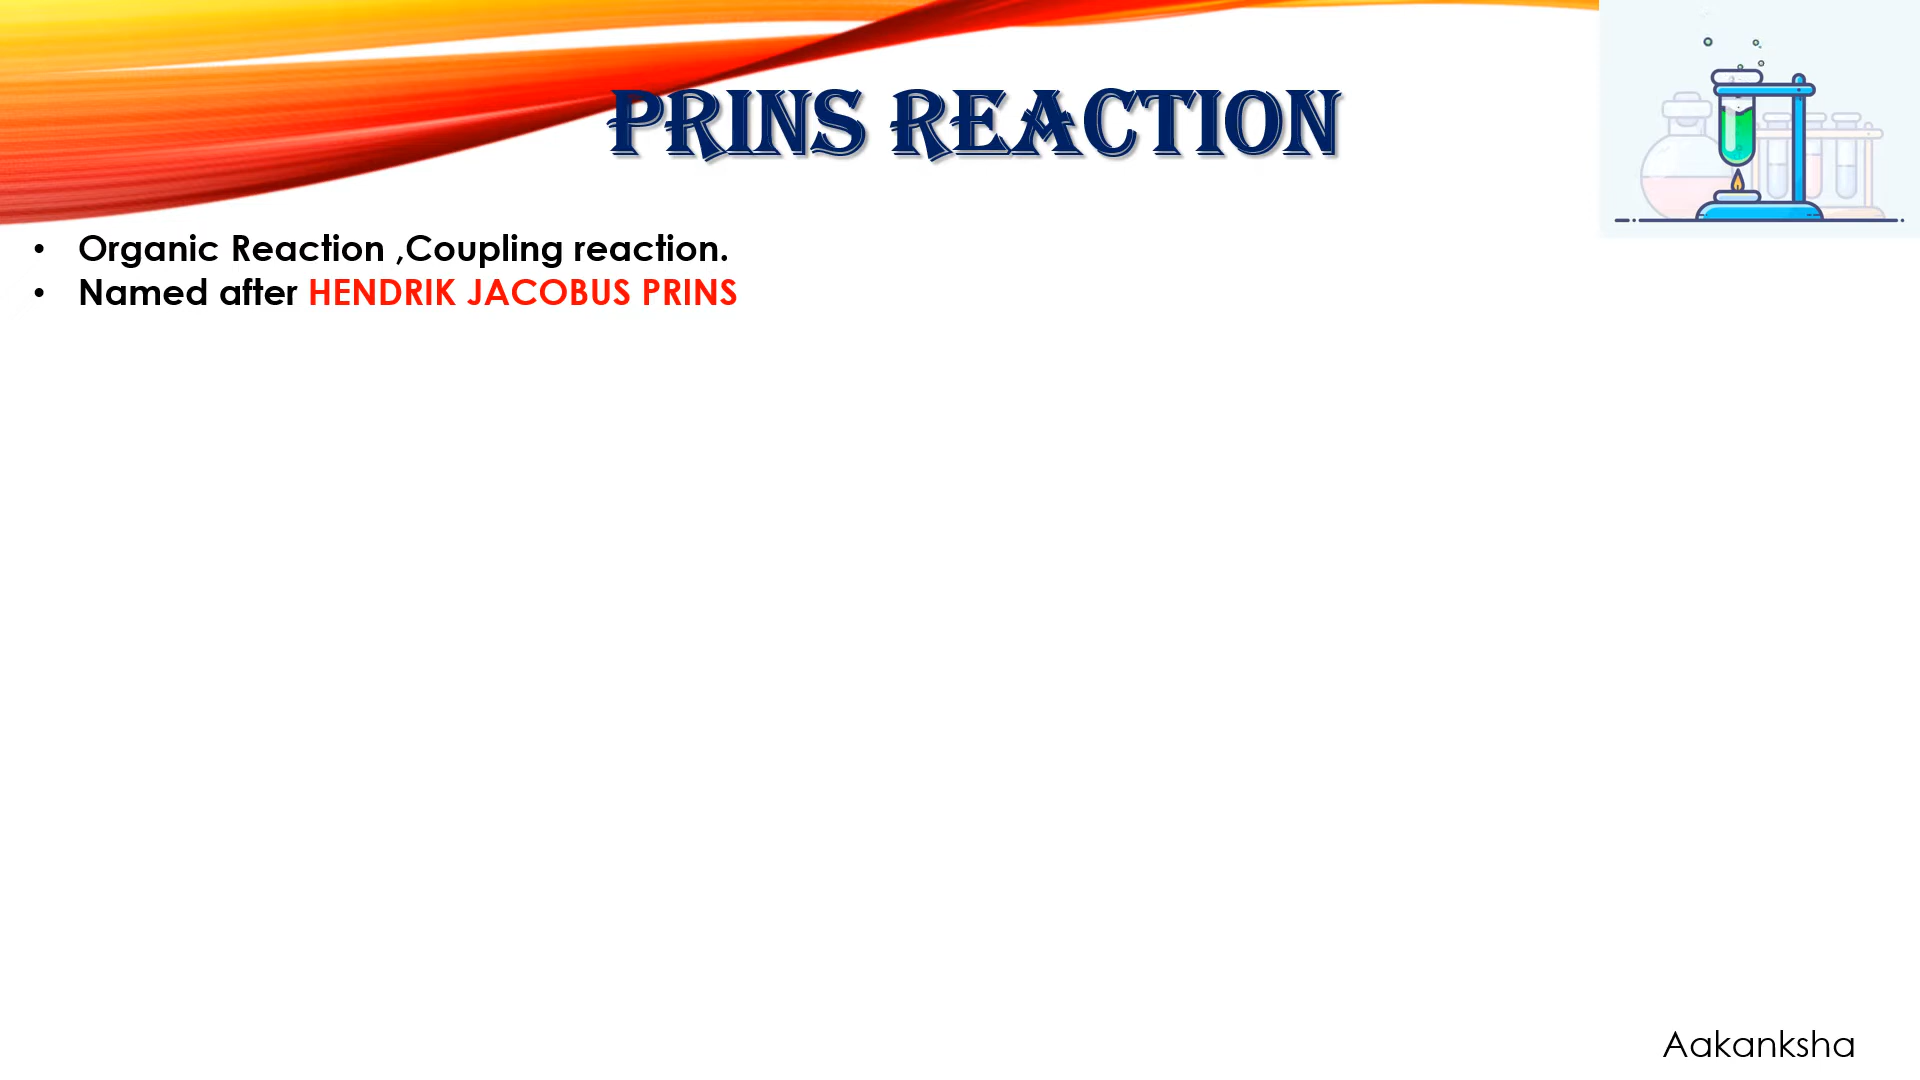 PRINS REACTION
• Organic Reaction ,Coupling reaction.
• Named after HENDRIK JACOBUS PRINS
Aakanksha